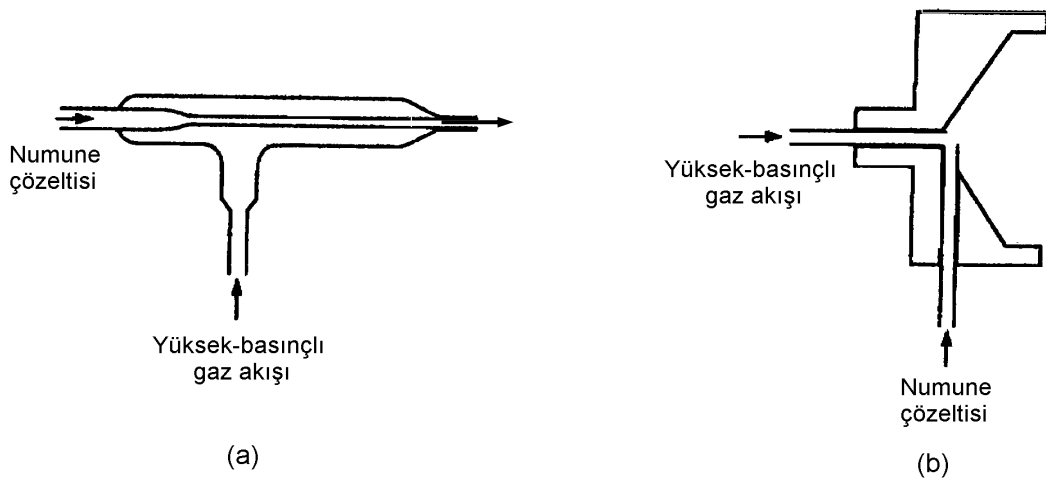 Numune
çözeltisi
Yüksek-basınçlı
gaz akışı
(a)
Yüksek-basınçlı
gaz akışı
Numune
çözeltisi
(b)